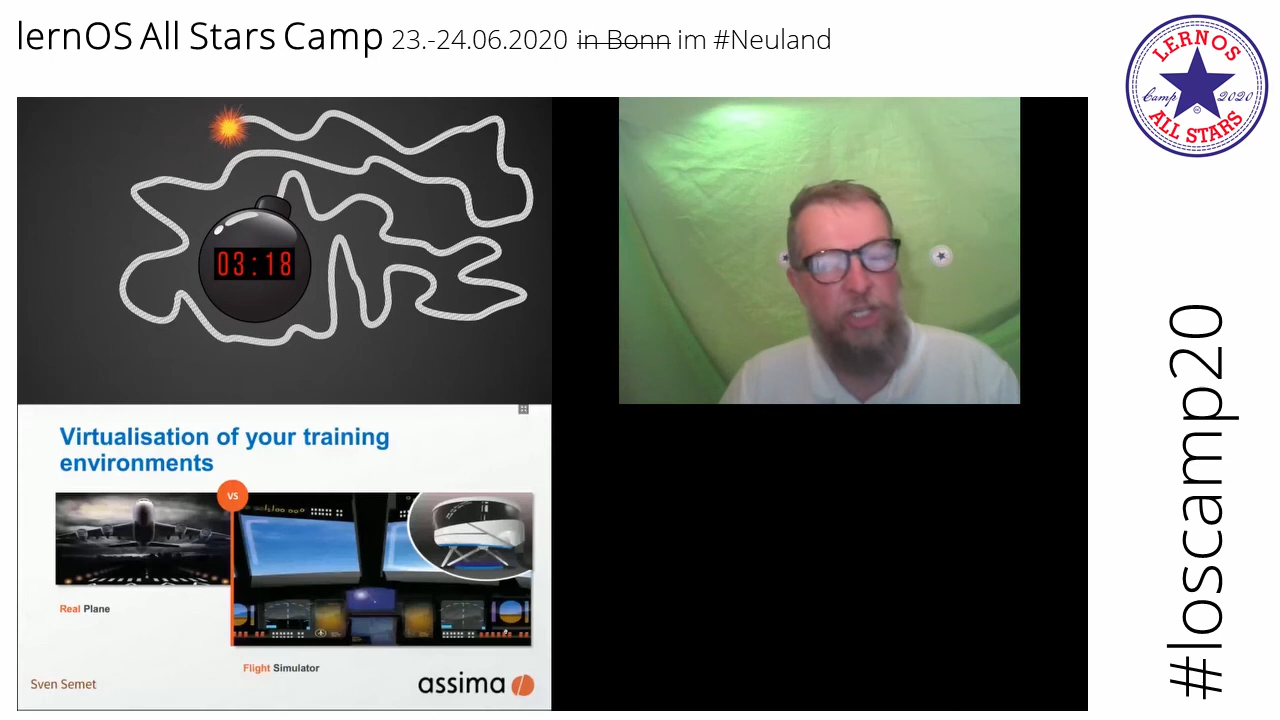 lernOS All Stars Camp 23.-24.06.2020 in Bonn im #Neuland
LERNOS
Camp 2020
ALL STARS
03:18
Virtualisation of your training
environments
VS
Real Plane
Flight Simulator
Sven Semet
assima
#loscamp20